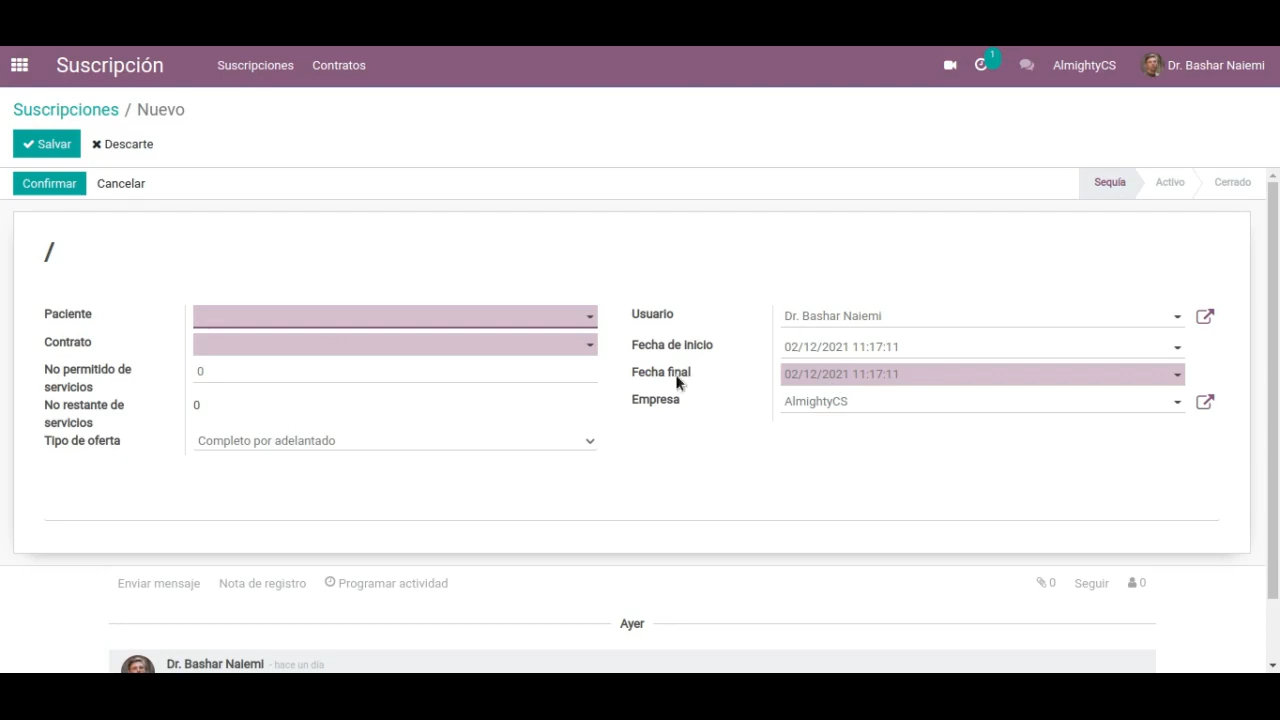 Suscripción Suscripciones Contratos 1 AlmightyCS Dr. Bashar Naiemi
Suscripciones / Nuevo
Salvar Descarte
Confirmar Cancelar Sequía Activo Cerrado
/
Paciente
Contrato
No permitido de servicios 0
No restante de servicios 0
Tipo de oferta Completo por adelantado
Usuario Dr. Bashar Naiemi
Fecha de inicio 02/12/2021 11:17:11
Fecha final 02/12/2021 11:17:11
Empresa AlmightyCS
Enviar mensaje Nota de registro Programar actividad 0 Seguir 0
Ayer
Dr. Bashar Naiemi - hace un día